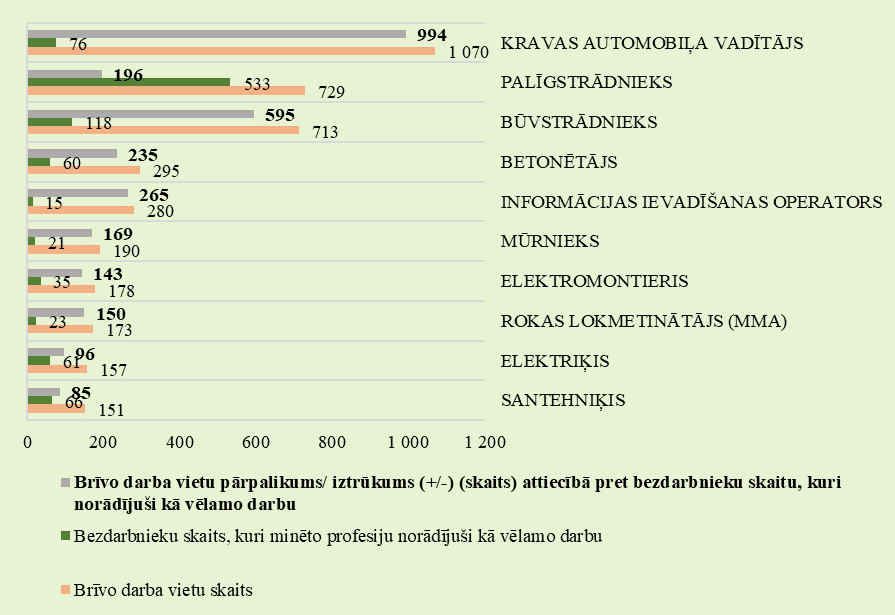 994
76
1 070
KRAVAS AUTOMOBIĻA VADĪTĀJS
196
533
729
PALĪGSTRĀDNIEKS
595
118
713
BŪVSTRĀDNIEKS
235
60
295
BETONĒTĀJS
265
15
280
INFORMĀCIJAS IEVADĪŠANAS OPERATORS
169
21
190
MŪRNIEKS
143
35
178
ELEKTROMONTIERIS
150
23
173
ROKAS LOKMETINĀTĀJS (MMA)
96
61
157
ELEKTRIĶIS
85
66
151
SANTEHNIĶIS
0 200 400 600 800 1 000 1 200
Brīvo darba vietu pārpalikums/ iztrūkums (+/-) (skaits) attiecībā pret bezdarbnieku skaitu, kuri
norādījuši kā vēlamo darbu
Bezdarbnieku skaits, kuri minēto profesiju norādījuši kā vēlamo darbu
Brīvo darba vietu skaits